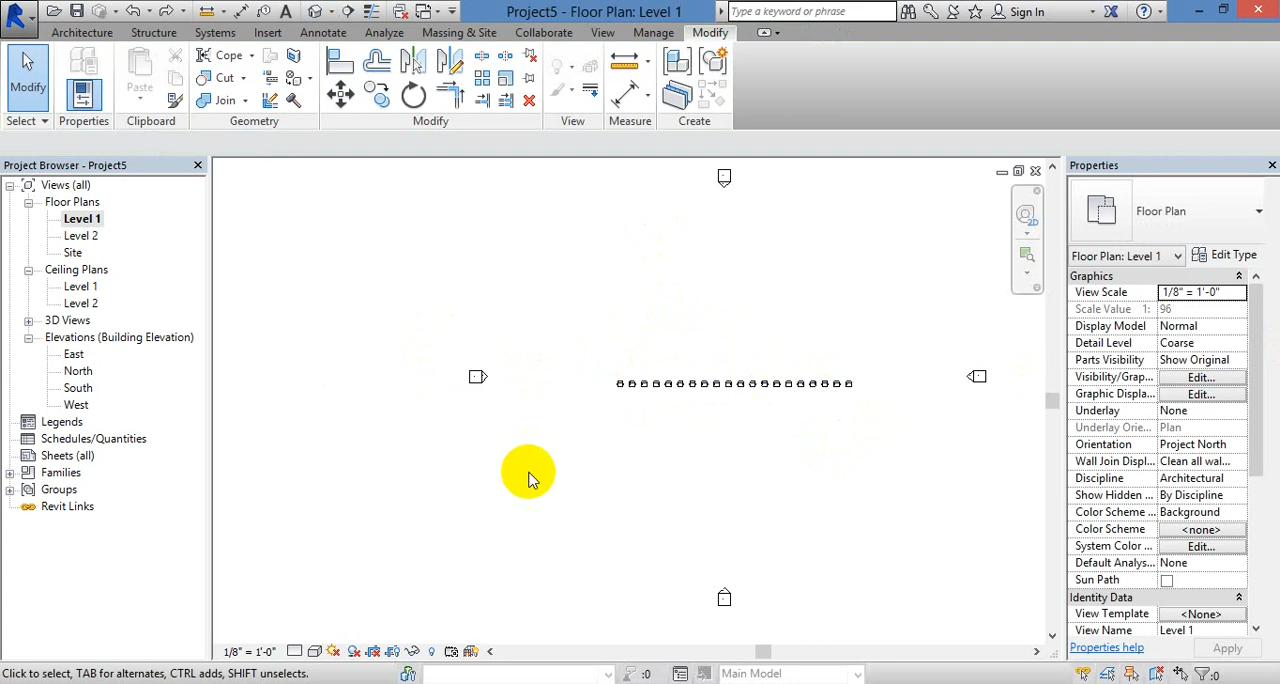 Project5 - Floor Plan: Level 1
Type a keyword or phrase
Sign In
Architecture
Structure
Systems
Insert
Annotate
Analyze
Massing & Site
Collaborate
View
Manage
Modify
Modify
Paste
Cope
Cut
Join
Select
Properties
Clipboard
Geometry
Modify
View
Measure
Create
Project Browser - Project5
Views (all)
Floor Plans
Level 1
Level 2
Site
Ceiling Plans
Level 1
Level 2
3D Views
Elevations (Building Elevation)
East
North
South
West
Legends
Schedules/Quantities
Sheets (all)
Families
Groups
Revit Links
2D
Properties
Floor Plan
Floor Plan: Level 1
Edit Type
Graphics
View Scale 1/8" = 1'-0"
Scale Value 1: 96
Display Model Normal
Detail Level Coarse
Parts Visibility Show Original
Visibility/Grap... Edit...
Graphic Displa... Edit...
Underlay None
Underlay Orie... Plan
Orientation Project North
Wall Join Displ... Clean all wal...
Discipline Architectural
Show Hidden ... By Discipline
Color Scheme ... Background
Color Scheme <none>
System Color ... Edit...
Default Analys... None
Sun Path
Identity Data
View Template <None>
View Name Level 1
Properties help
Apply
1/8" = 1'-0"
Click to select, TAB for alternates, CTRL adds, SHIFT unselects.
:0
Main Model
:0